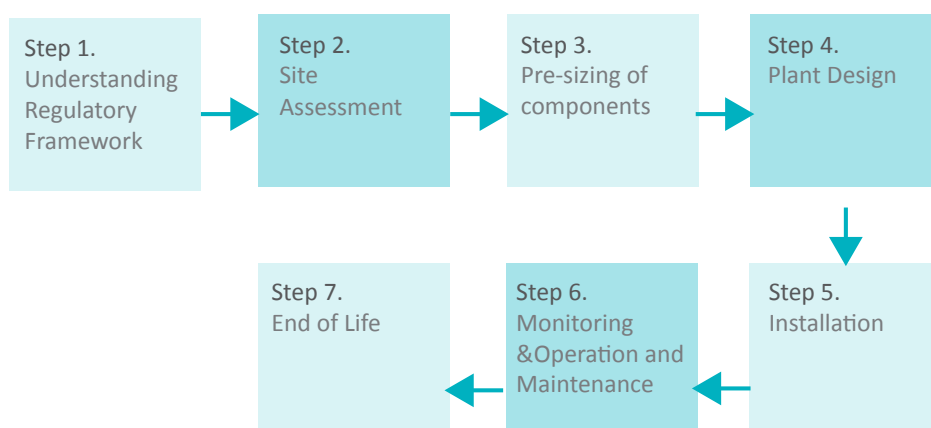 Step 1.
Understanding
Regulatory
Framework
Step 2.
Site
Assessment
Step 3.
Pre-sizing of
components
Step 4.
Plant Design
Step 5.
Installation
Step 6.
Monitoring
&Operation and
Maintenance
Step 7.
End of Life